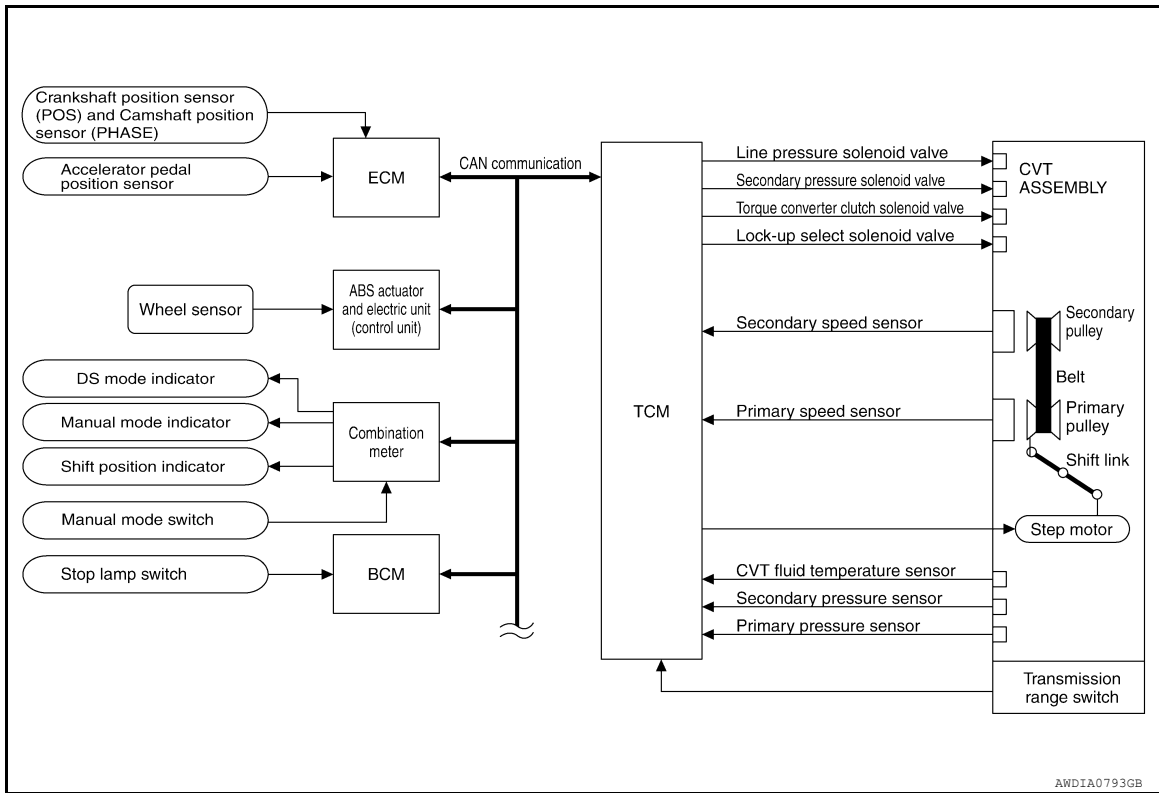 Crankshaft position sensor
(POS) and Camshaft position
sensor (PHASE)
Accelerator pedal
position sensor
ECM
CAN communication
Wheel sensor
ABS actuator
and electric unit
(control unit)
DS mode indicator
Manual mode indicator
Shift position indicator
Manual mode switch
Combination
meter
Stop lamp switch
BCM
TCM
Line pressure solenoid valve
Secondary pressure solenoid valve
Torque converter clutch solenoid valve
Lock-up select solenoid valve
Secondary speed sensor
Primary speed sensor
CVT fluid temperature sensor
Secondary pressure sensor
Primary pressure sensor
CVT
ASSEMBLY
Secondary
pulley
Belt
Primary
pulley
Shift link
Step motor
Transmission
range switch
AWDIA0793GB